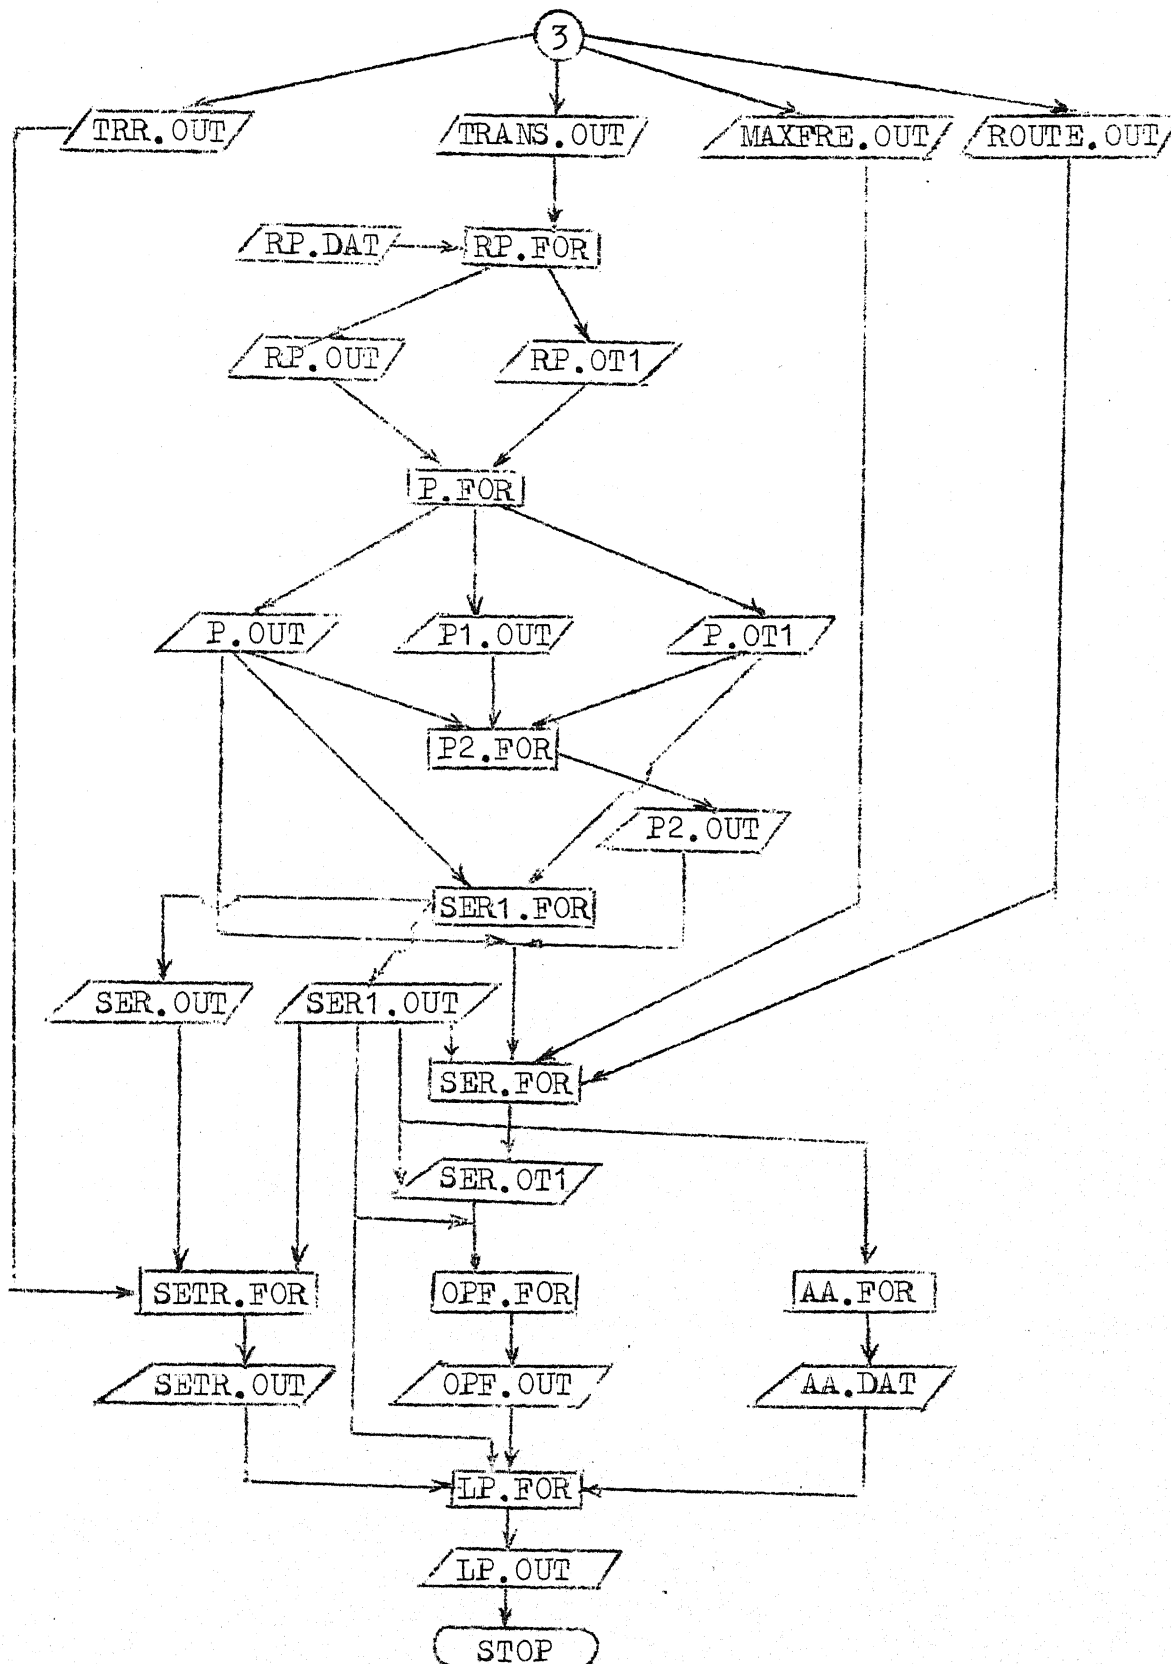 3
TRR.OUT
TRANS.OUT
MAXFRE.OUT
ROUTE.OUT
RP.DAT
RP.FOR
RP.OUT
RP.OT1
P.FOR
P.OUT
P1.OUT
P.OT1
P2.FOR
P2.OUT
SER1.FOR
SER.OUT
SER1.OUT
SER.FOR
SER.OT1
SETR.FOR
OPF.FOR
AA.FOR
SETR.OUT
OPF.OUT
AA.DAT
LP.FOR
LP.OUT
STOP